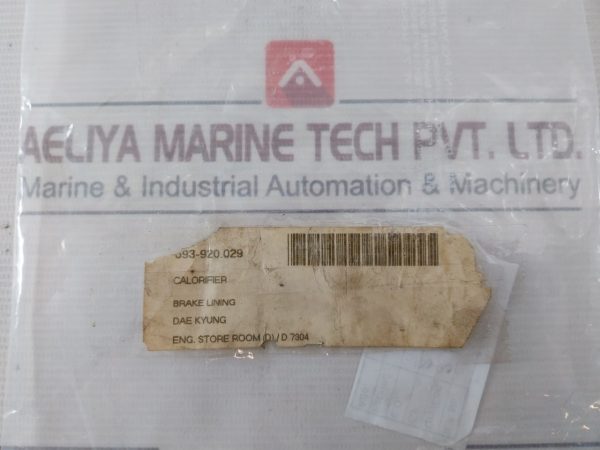 AELIYA MARINE TECH PVT. LTD.
Marine & Industrial Automation & Machinery
093-920.029
CALORIFIER
BRAKE LINING
DAE KYUNG
ENG. STORE ROOM (D) / D 7304